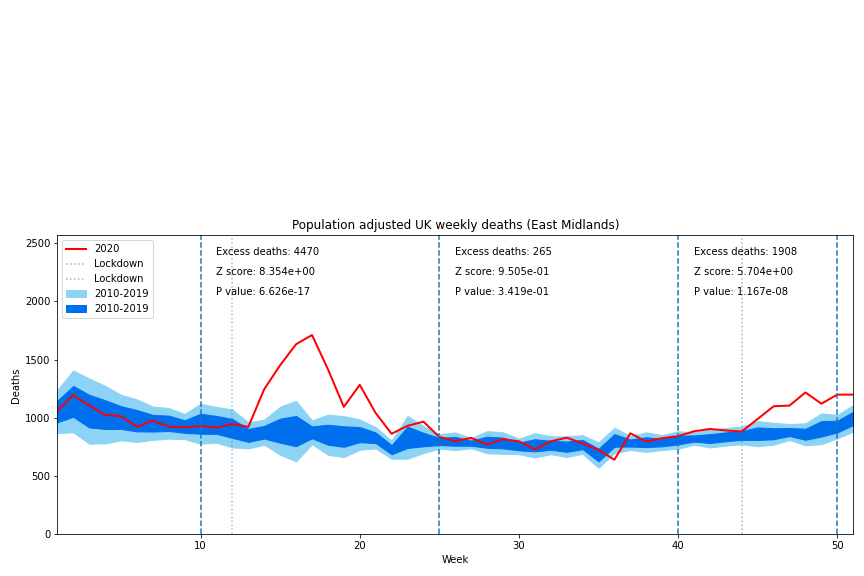 Population adjusted UK weekly deaths (East Midlands)
2500
2000
1500
1000
500
0
Deaths
2020
Lockdown
Lockdown
2010-2019
2010-2019
Excess deaths: 4470
Z score: 8.354e+00
P value: 6.626e-17
Excess deaths: 265
Z score: 9.505e-01
P value: 3.419e-01
Excess deaths: 1908
Z score: 5.704e+00
P value: 1.167e-08
10
20
30
40
50
Week